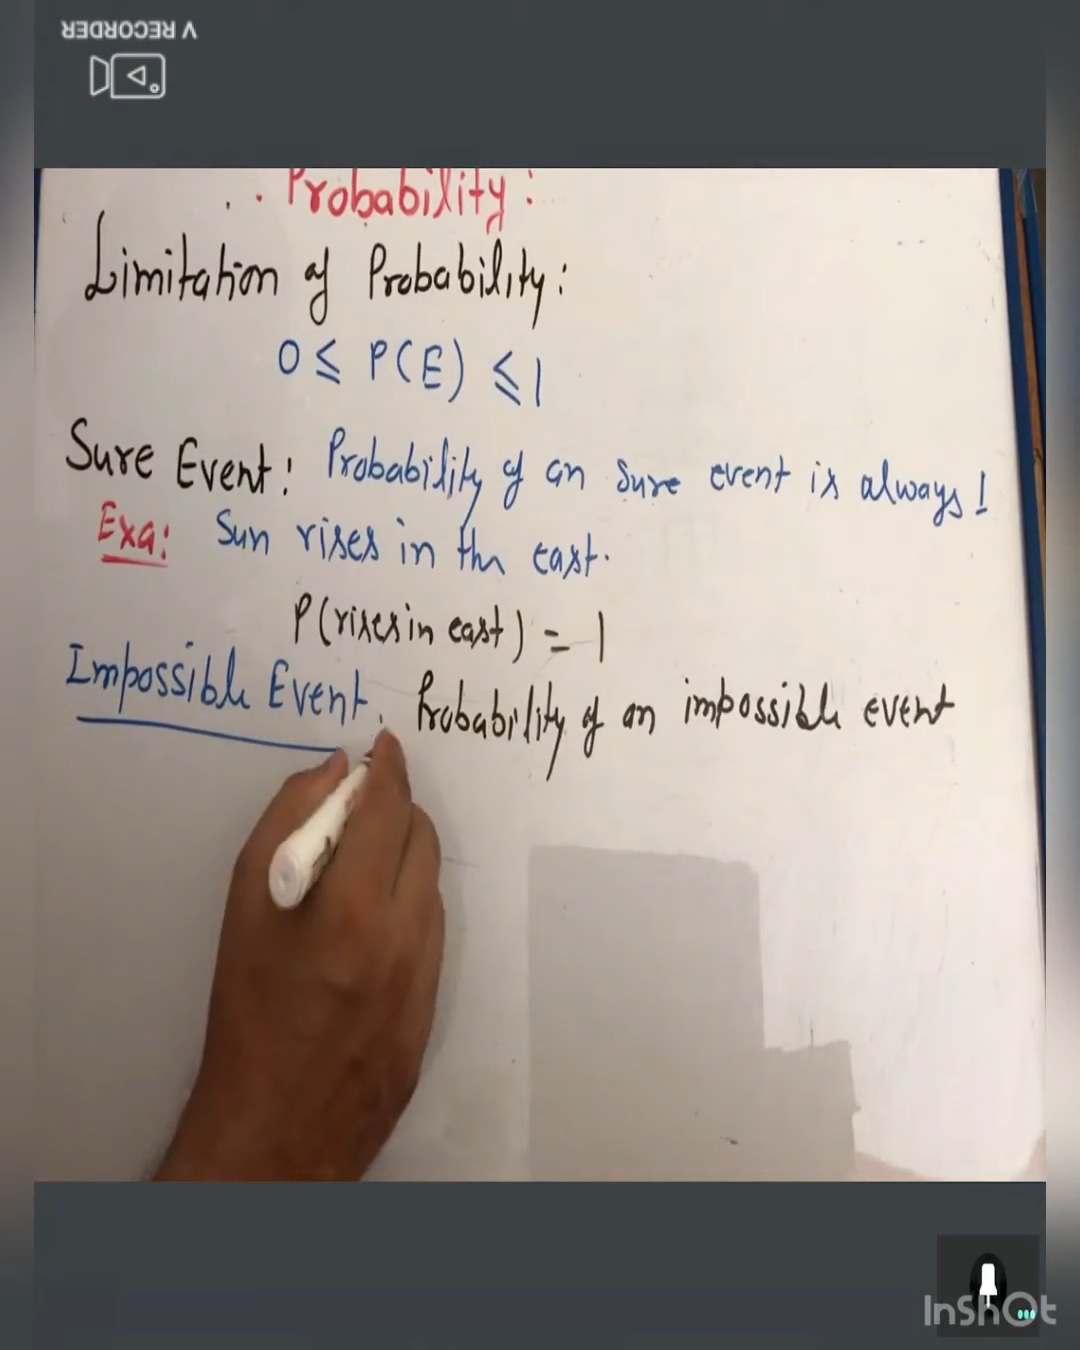 V RECORDER
Probability:
Limitation of Probability:
0 ≤ P(E) ≤ 1
Sure Event: Probability of an sure event is always 1
Exa: Sun rises in the east.
P(rises in east) = 1
Impossible Event. Probability of an impossible event
InShOt